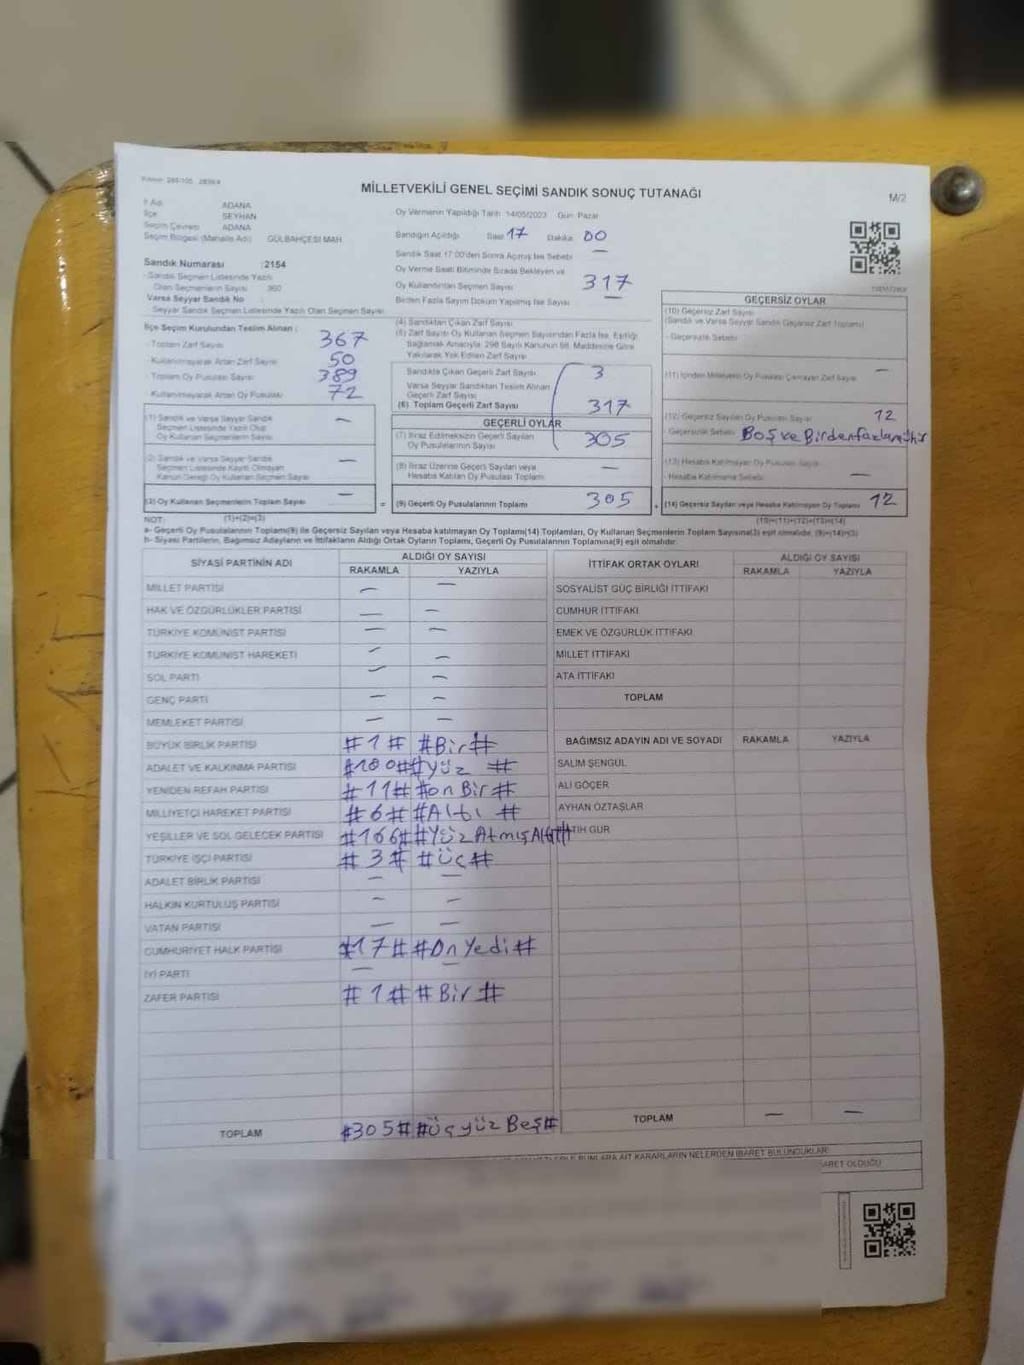 MİLLETVEKİLİ GENEL SEÇİMİ SANDIK SONUÇ TUTANAĞI
M/2
İl Adı ADANA
İlçe SEYHAN
Seçim Çevresi ADANA
Seçim Bölgesi (Mahalle Adı) GÜLBAHÇESİ MAH.
Oy Vermenin Yapıldığı Tarih 14/05/2023 Gün Pazar
Sandığın Açıldığı Saat 17 Dakika 00
Sandık Saat 17:00'den Sonra Açılmış İse Sebebi —
Oy Verme Saati Bitiminde Sırada Bekleyen ve
Oy Kullandırılan Seçmen Sayısı 317
Birden Fazla Sayım Döküm Yapılmış İse Sayısı —
Sandık Numarası : 2154
- Sandık Seçmen Listesinde Yazılı
Olan Seçmenlerin Sayısı 360
Varsa Seyyar Sandık No :
Seyyar Sandık Seçmen Listesinde Yazılı Olan Seçmen Sayısı
İlçe Seçim Kurulundan Teslim Alınan :
- Toplam Zarf Sayısı 367
- Kullanılmayarak Artan Zarf Sayısı 50
- Toplam Oy Pusulası Sayısı 389
- Kullanılmayarak Artan Oy Pusulası 72
(1) Sandık ve Varsa Seyyar Sandık
Seçmen Listesinde Yazılı Olup
Oy Kullanan Seçmenlerin Sayısı —
(2) Sandık ve Varsa Seyyar Sandık
Seçmen Listesinde Kayıtlı Olmayan
Kanun Gereği Oy Kullanan Seçmen Sayısı —
(3) Oy Kullanan Seçmenlerin Toplam Sayısı —
(1)+(2)=(3)
(4) Sandıktan Çıkan Zarf Sayısı
(5) Zarf Sayısı Oy Kullanan Seçmen Sayısından Fazla İse, Eşitliği
Sağlamak Amacıyla, 298 Sayılı Kanunun 98. Maddesine Göre
Yakılarak Yok Edilen Zarf Sayısı
Sandıkta Çıkan Geçerli Zarf Sayısı 3
Varsa Seyyar Sandıktan Teslim Alınan
Geçerli Zarf Sayısı
(6) Toplam Geçerli Zarf Sayısı 317
GEÇERLİ OYLAR
(7) İtiraz Edilmeksizin Geçerli Sayılan
Oy Pusulalarının Sayısı 305
(8) İtiraz Üzerine Geçerli Sayılan veya
Hesaba Katılan Oy Pusulası Toplamı —
= (9) Geçerli Oy Pusulalarının Toplamı 305
GEÇERSİZ OYLAR
(10) Geçersiz Zarf Sayısı
(Sandık ve Varsa Seyyar Sandık Geçersiz Zarf Toplamı)
- Geçersizlik Sebebi
(11) İçinden Milletvekili Oy Pusulası Çıkmayan Zarf Sayısı —
(12) Geçersiz Sayılan Oy Pusulası Sayısı 12
- Geçersizlik Sebebi Boş ve Birden fazla mühür
(13) Hesaba Katılmayan Oy Pusulası Sayısı
- Hesaba Katılmama Sebebi —
+ (14) Geçersiz Sayılan veya Hesaba Katılmayan Oy Toplamı 12
(10)+(11)+(12)+(13)=(14)
NOT:
a- Geçerli Oy Pusulalarının Toplamı(9) ile Geçersiz Sayılan veya Hesaba katılmayan Oy Toplamı(14) Toplamları, Oy Kullanan Seçmenlerin Toplam Sayısına(3) eşit olmalıdır. (9)+(14)=(3)
b- Siyasi Partilerin, Bağımsız Adayların ve İttifakların Aldığı Ortak Oyların Toplamı, Geçerli Oy Pusulalarının Toplamına(9) eşit olmalıdır.
SİYASİ PARTİNİN ADI ALDIĞI OY SAYISI
RAKAMLA YAZIYLA
MİLLET PARTİSİ — —
HAK VE ÖZGÜRLÜKLER PARTİSİ — —
TÜRKİYE KOMÜNİST PARTİSİ — —
TÜRKİYE KOMÜNİST HAREKETİ — —
SOL PARTİ — —
GENÇ PARTİ — —
MEMLEKET PARTİSİ — —
BÜYÜK BİRLİK PARTİSİ #1# #Bir#
ADALET VE KALKINMA PARTİSİ #100# #yüz #
YENİDEN REFAH PARTİSİ #11# #on Bir#
MİLLİYETÇİ HAREKET PARTİSİ #6# #Altı #
YEŞİLLER VE SOL GELECEK PARTİSİ #166# #Yüz Atmış Altı#
TÜRKİYE İŞÇİ PARTİSİ #3# #Üç#
ADALET BİRLİK PARTİSİ — —
HALKIN KURTULUŞ PARTİSİ — —
VATAN PARTİSİ — —
CUMHURİYET HALK PARTİSİ #17# #On Yedi#
İYİ PARTİ — —
ZAFER PARTİSİ #1# #Bir#
TOPLAM #305# #Üçyüz Beş#
İTTİFAK ORTAK OYLARI ALDIĞI OY SAYISI
RAKAMLA YAZIYLA
SOSYALİST GÜÇ BİRLİĞİ İTTİFAKI
CUMHUR İTTİFAKI
EMEK VE ÖZGÜRLÜK İTTİFAKI
MİLLET İTTİFAKI
ATA İTTİFAKI
TOPLAM
BAĞIMSIZ ADAYIN ADI VE SOYADI RAKAMLA YAZIYLA
SALİM ŞENGÜL
ALİ GÖÇER
AYHAN ÖZTAŞLAR
GÜR
TOPLAM — —
BUNLARA AİT KARARLARIN NELERDEN İBARET BULUNDUKLARI